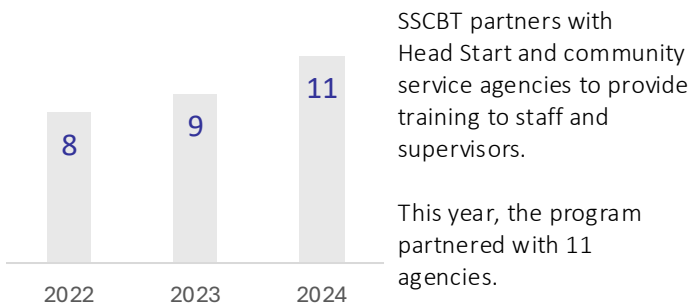 8
9
11
2022
2023
2024
SSCBT partners with
Head Start and community
service agencies to provide
training to staff and
supervisors.
This year, the program
partnered with 11
agencies.